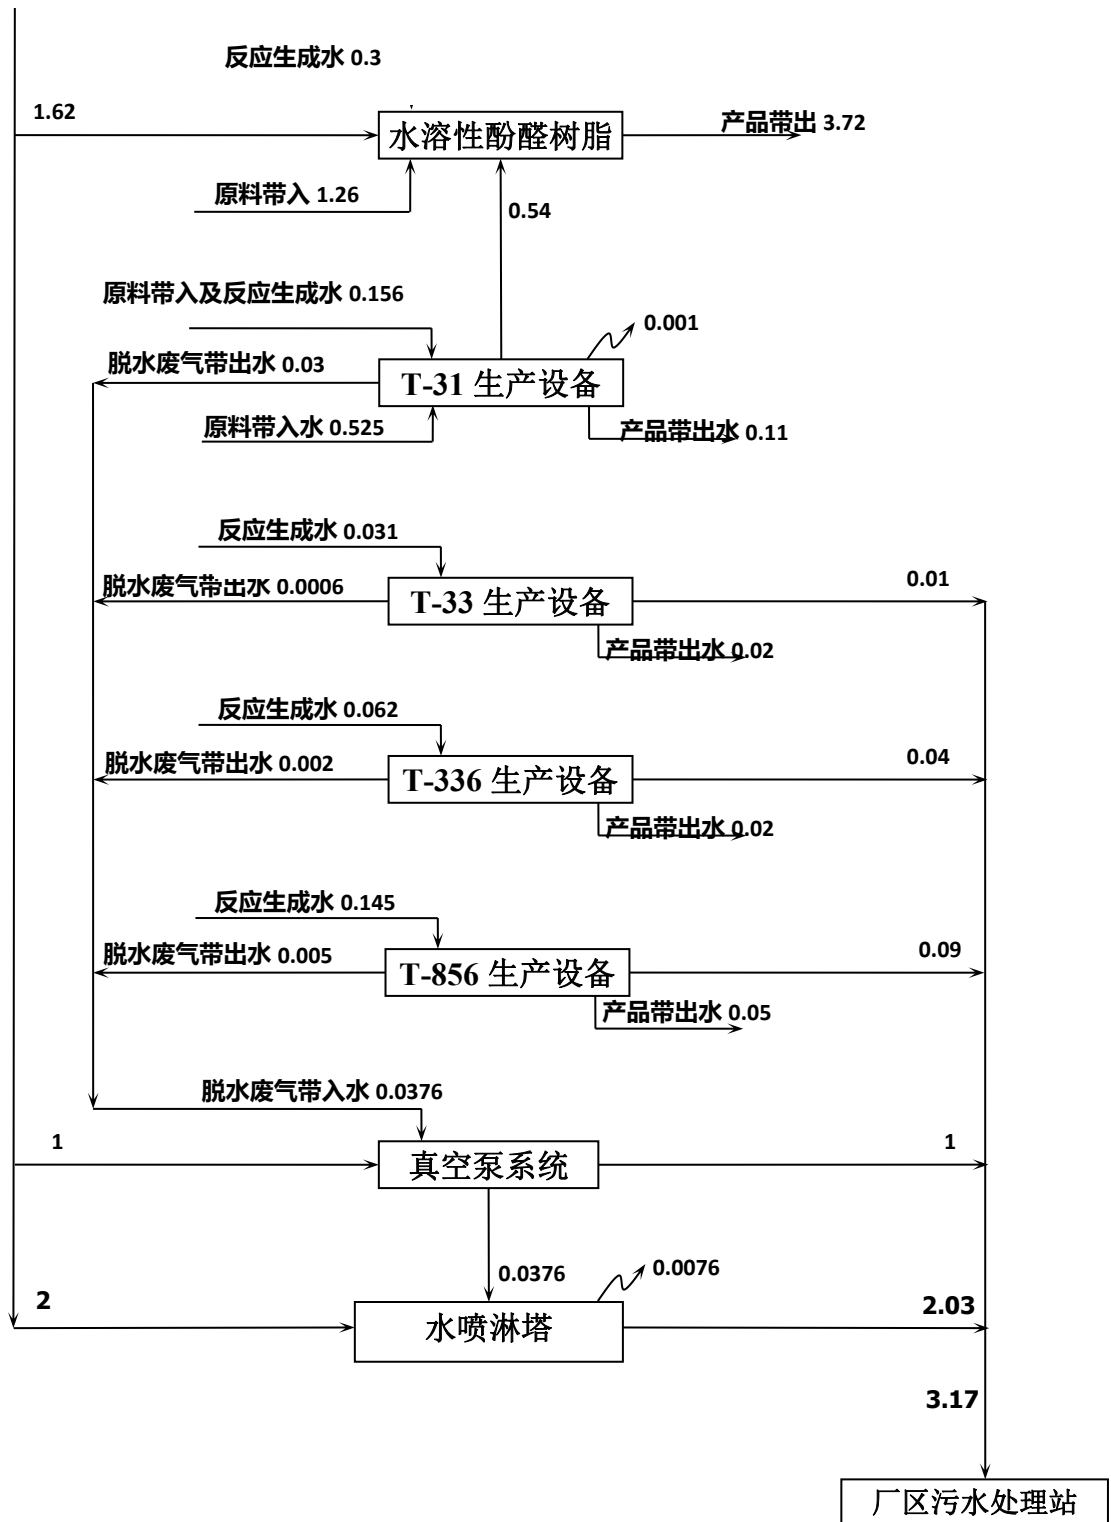 反应生成水 0.3
1.62
水溶性酚醛树脂
产品带出 3.72
原料带入 1.26
0.54
原料带入及反应生成水 0.156
0.001
脱水废气带出水 0.03
T-31 生产设备
原料带入水 0.525
产品带出水 0.11
反应生成水 0.031
脱水废气带出水 0.0006
T-33 生产设备
0.01
产品带出水 0.02
反应生成水 0.062
脱水废气带出水 0.002
T-336 生产设备
0.04
产品带出水 0.02
反应生成水 0.145
脱水废气带出水 0.005
T-856 生产设备
0.09
产品带出水 0.05
脱水废气带入水 0.0376
1
真空泵系统
1
0.0376
0.0076
2
水喷淋塔
2.03
3.17
厂区污水处理站